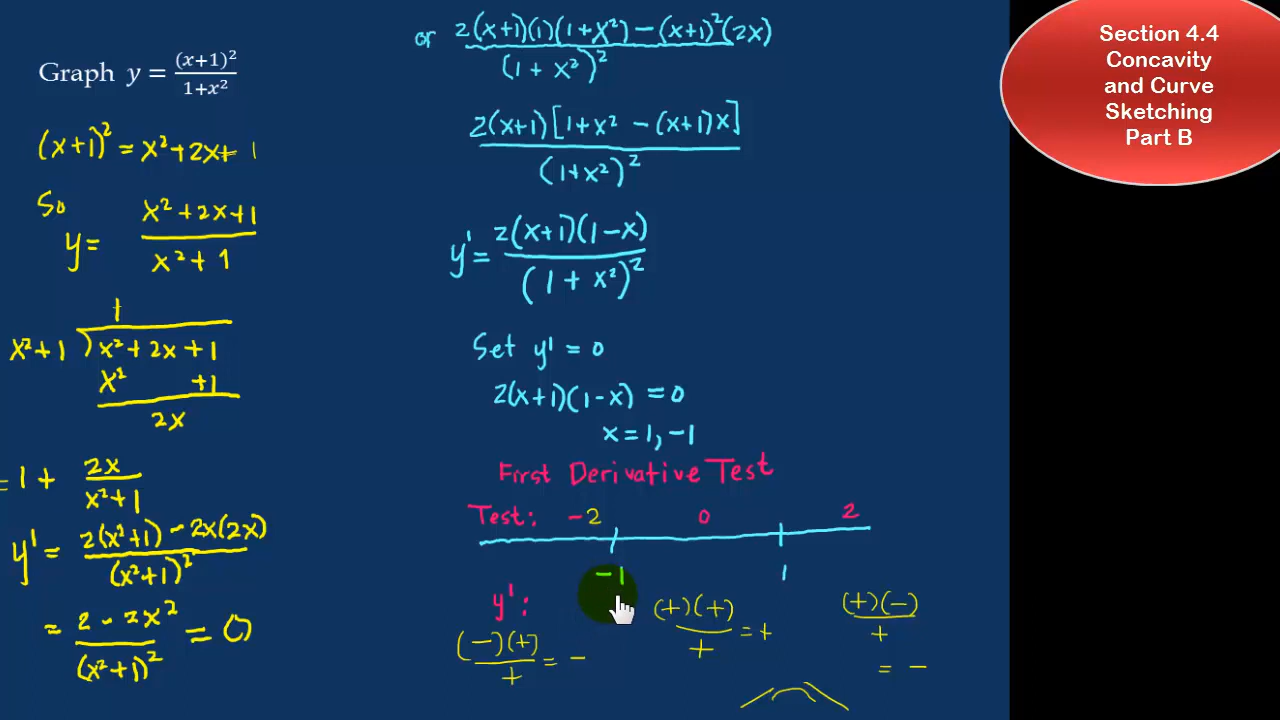 Graph y = (x+1)² / 1+x²
(x+1)² = x²+2x+1
So
y = x²+2x+1 / x²+1
1
x²+1 ) x²+2x+1
x² +1
2x
= 1 + 2x / x²+1
y' = 2(x²+1) - 2x(2x) / (x²+1)²
= 2 - 2x² / (x²+1)² = 0
or 2(x+1)(1)(1+x²) - (x+1)²(2x) / (1+x²)²
2(x+1)[1+x² - (x+1)x] / (1+x²)²
y' = 2(x+1)(1-x) / (1+x²)²
Set y' = 0
2(x+1)(1-x) = 0
x = 1, -1
First Derivative Test
Test: -2 0 2
-1 1
y':
(-)(+) / + = -
(+)(+) / + = +
(+)(-) / +
= -
Section 4.4
Concavity
and Curve
Sketching
Part B